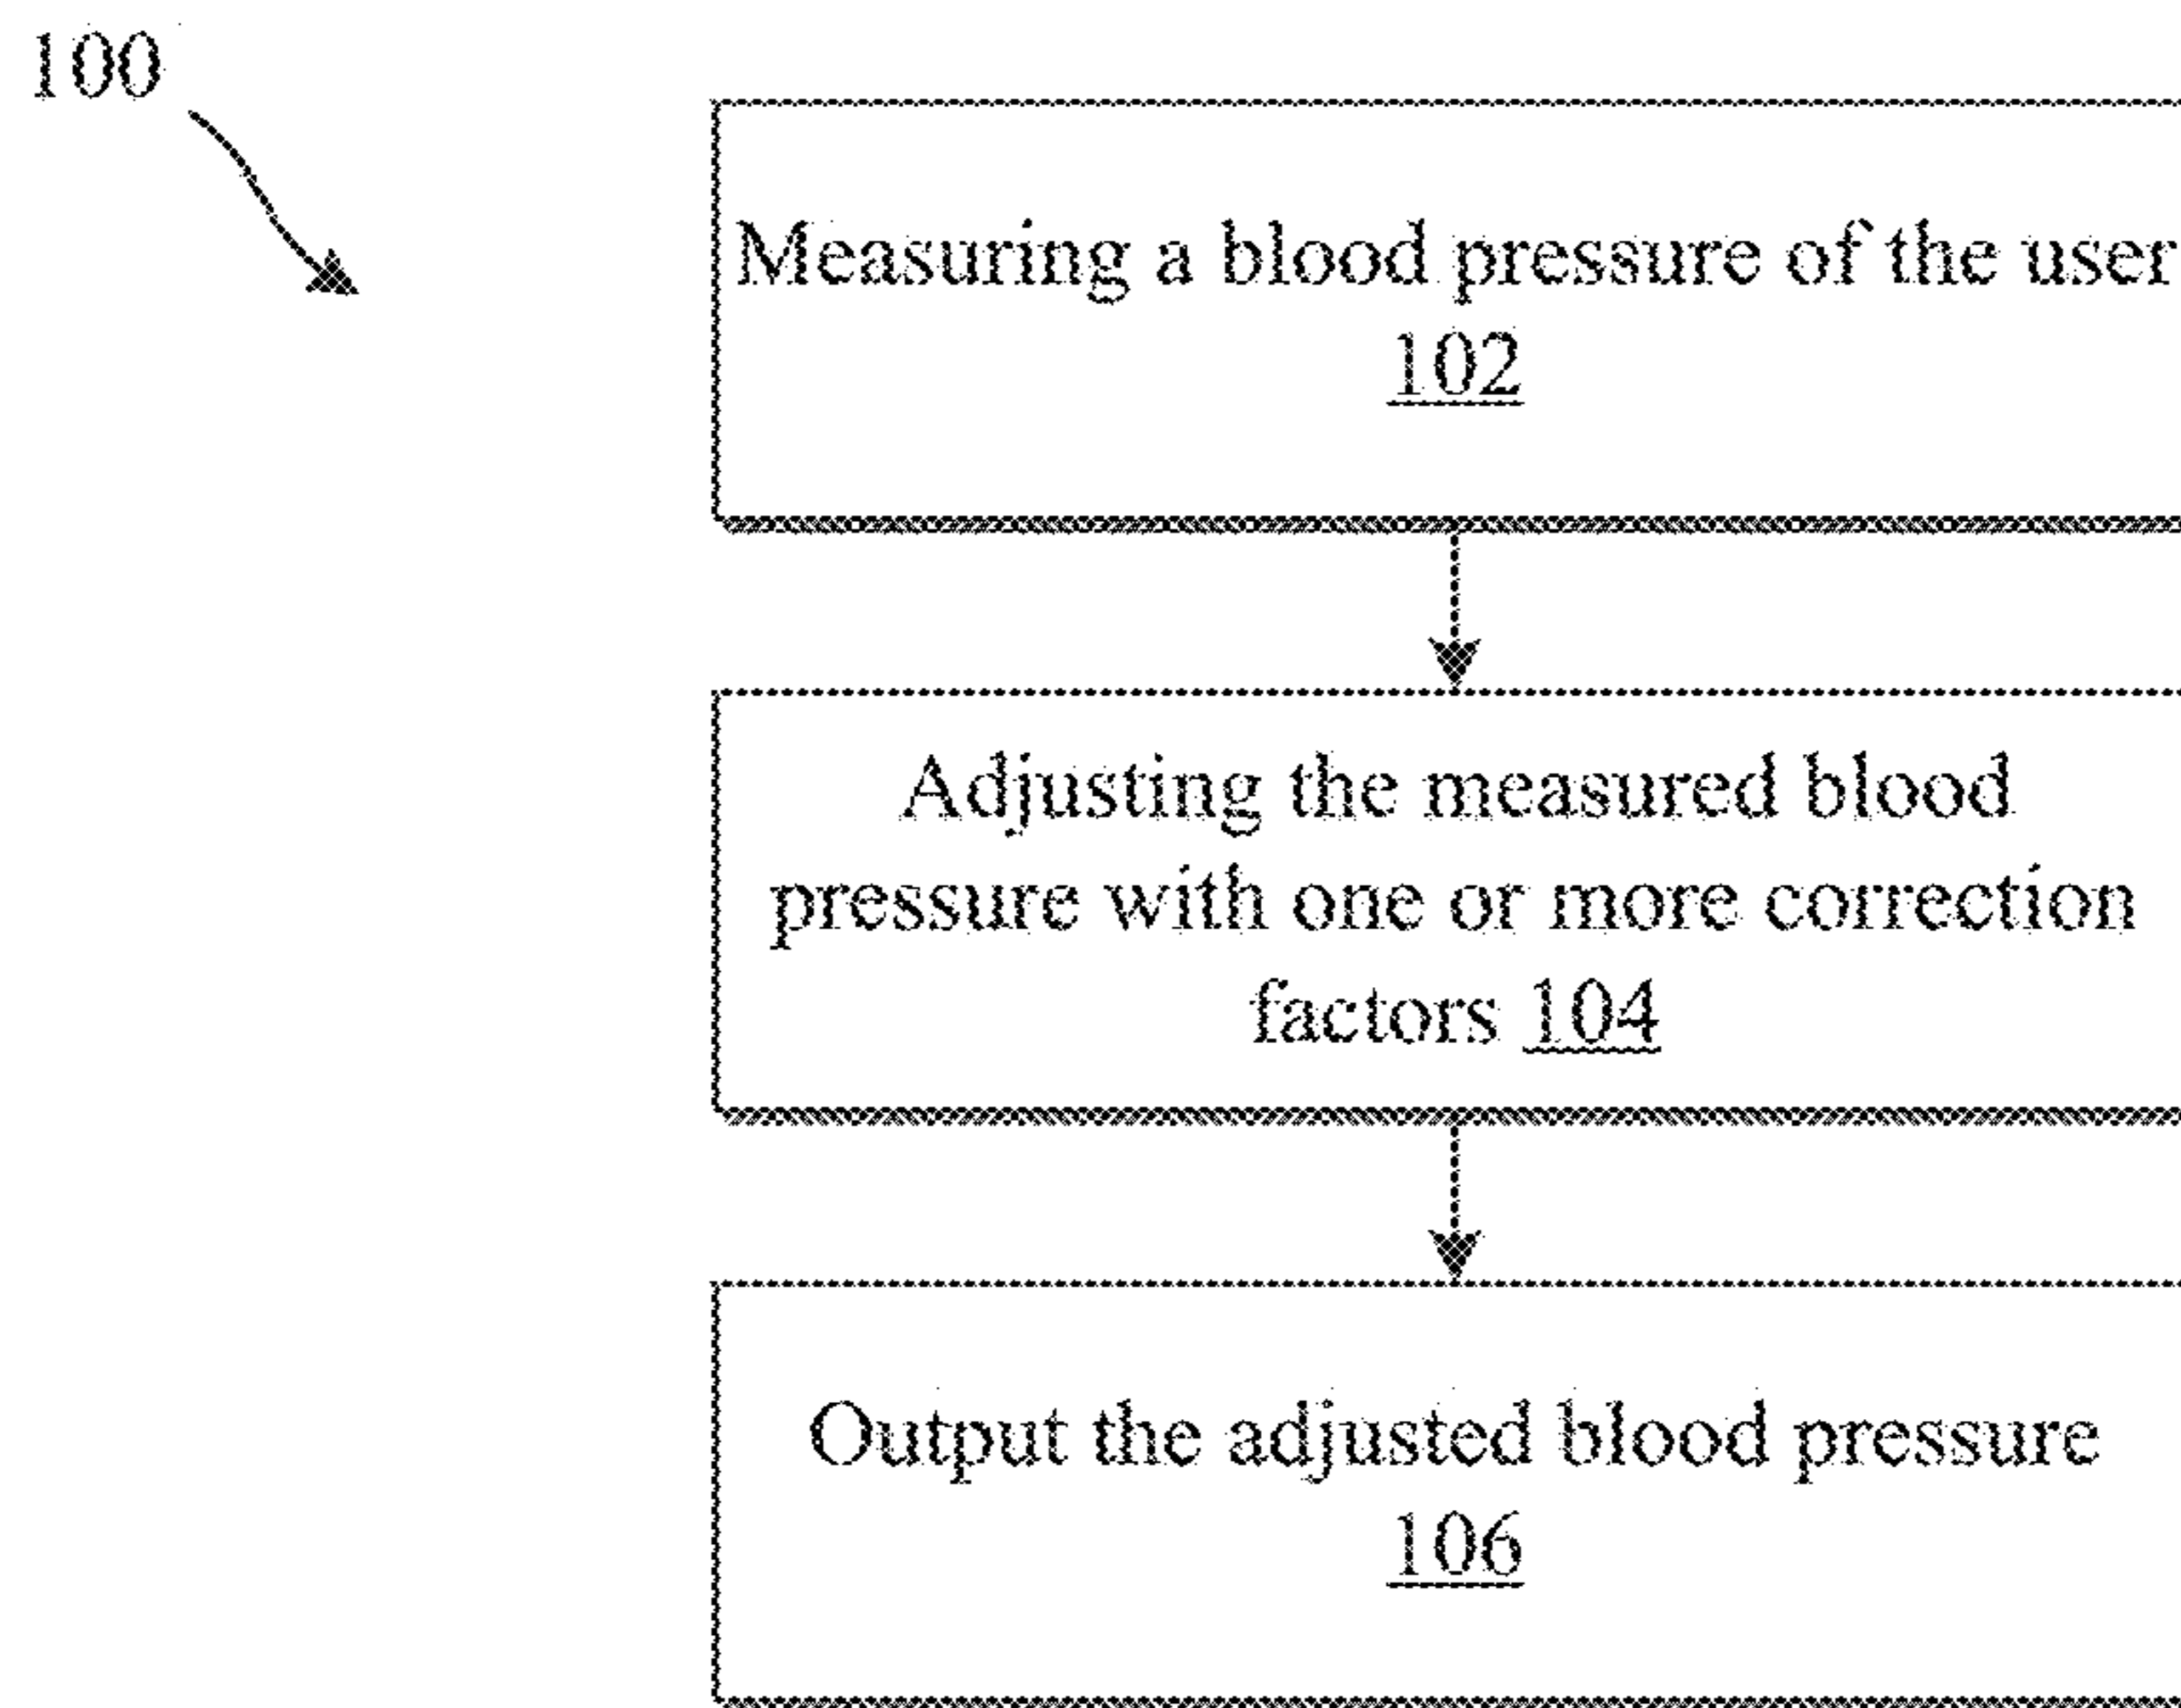 100
Measuring a blood pressure of the user
102
Adjusting the measured blood
pressure with one or more correction
factors 104
Output the adjusted blood pressure
106